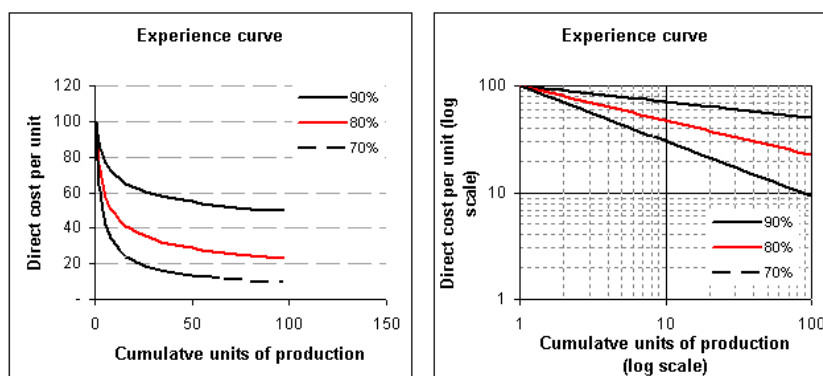 Experience curve
120
100
80
60
40
20
-
0
50
100
150
90%
80%
70%
Direct cost per unit
Cumulatve units of production
Experience curve
100
10
1
1
10
100
90%
80%
70%
Direct cost per unit (log
scale)
Cumulative units of production
(log scale)